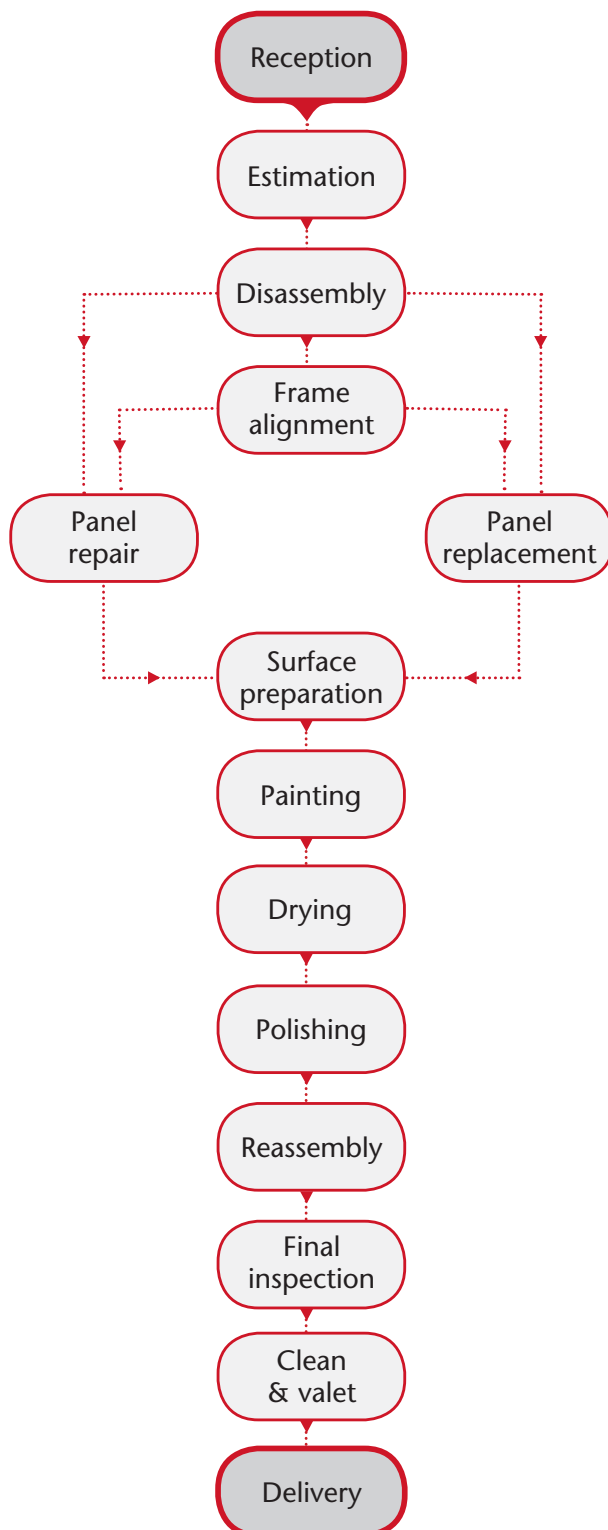 Reception
Estimation
Disassembly
Frame
alignment
Panel
repair
Panel
replacement
Surface
preparation
Painting
Drying
Polishing
Reassembly
Final
inspection
Clean
& valet
Delivery